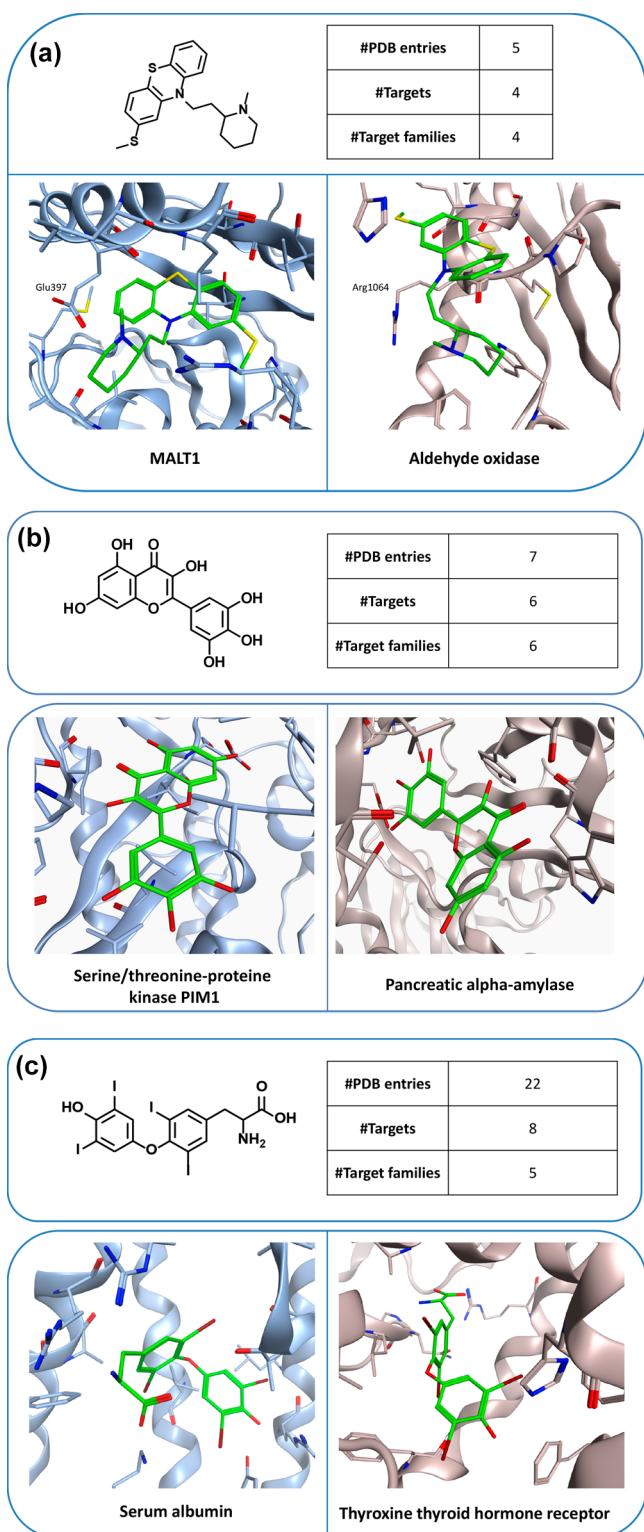 (a)
S
N
N
S
#PDB entries 5
#Targets 4
#Target families 4
Glu397
Arg1064
MALT1
Aldehyde oxidase
(b)
OH O
OH
HO
O
OH
OH
OH
#PDB entries 7
#Targets 6
#Target families 6
Serine/threonine-proteine
kinase PIM1
Pancreatic alpha-amylase
(c)
I
HO
I
O
OH
I
O
NH2
I
#PDB entries 22
#Targets 8
#Target families 5
Serum albumin
Thyroxine thyroid hormone receptor